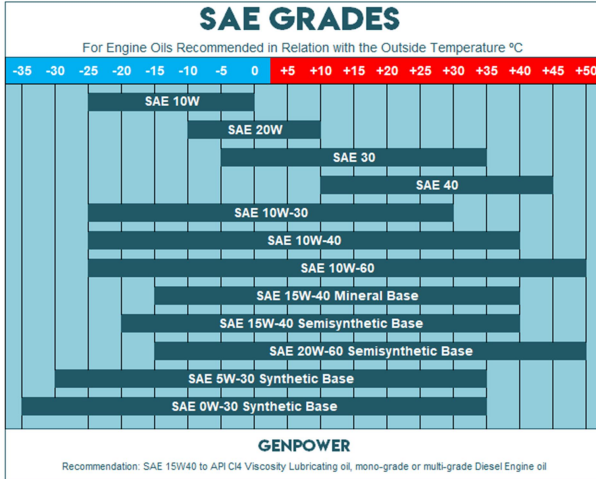 SAE GRADES
For Engine Oils Recommended in Relation with the Outside Temperature ºC
-35 -30 -25 -20 -15 -10 -5 0 +5 +10 +15 +20 +25 +30 +35 +40 +45 +50
SAE 10W
SAE 20W
SAE 30
SAE 40
SAE 10W-30
SAE 10W-40
SAE 10W-60
SAE 15W-40 Mineral Base
SAE 15W-40 Semisynthetic Base
SAE 20W-60 Semisynthetic Base
SAE 5W-30 Synthetic Base
SAE 0W-30 Synthetic Base
GENPOWER
Recommendation: SAE 15W40 to API CI4 Viscosity Lubricating oil, mono-grade or multi-grade Diesel Engine oil